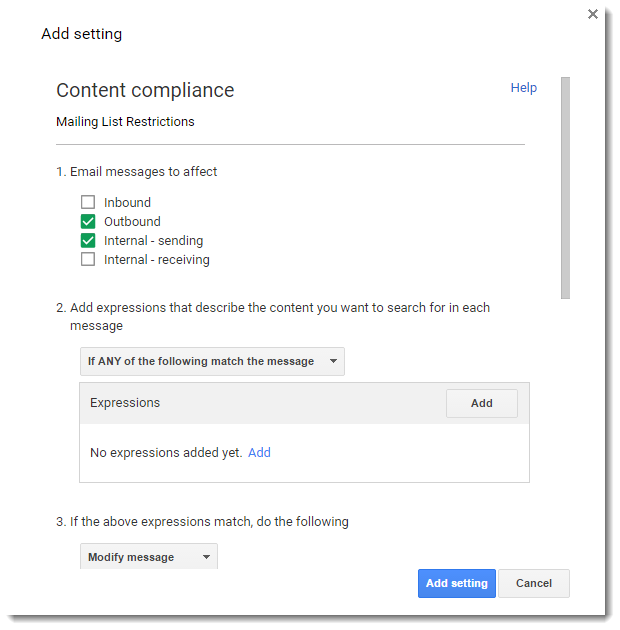 Add setting
Content compliance
Help
Mailing List Restrictions
1. Email messages to affect
Inbound
Outbound
Internal - sending
Internal - receiving
2. Add expressions that describe the content you want to search for in each
message
If ANY of the following match the message
Expressions
Add
No expressions added yet. Add
3. If the above expressions match, do the following
Modify message
Add setting
Cancel